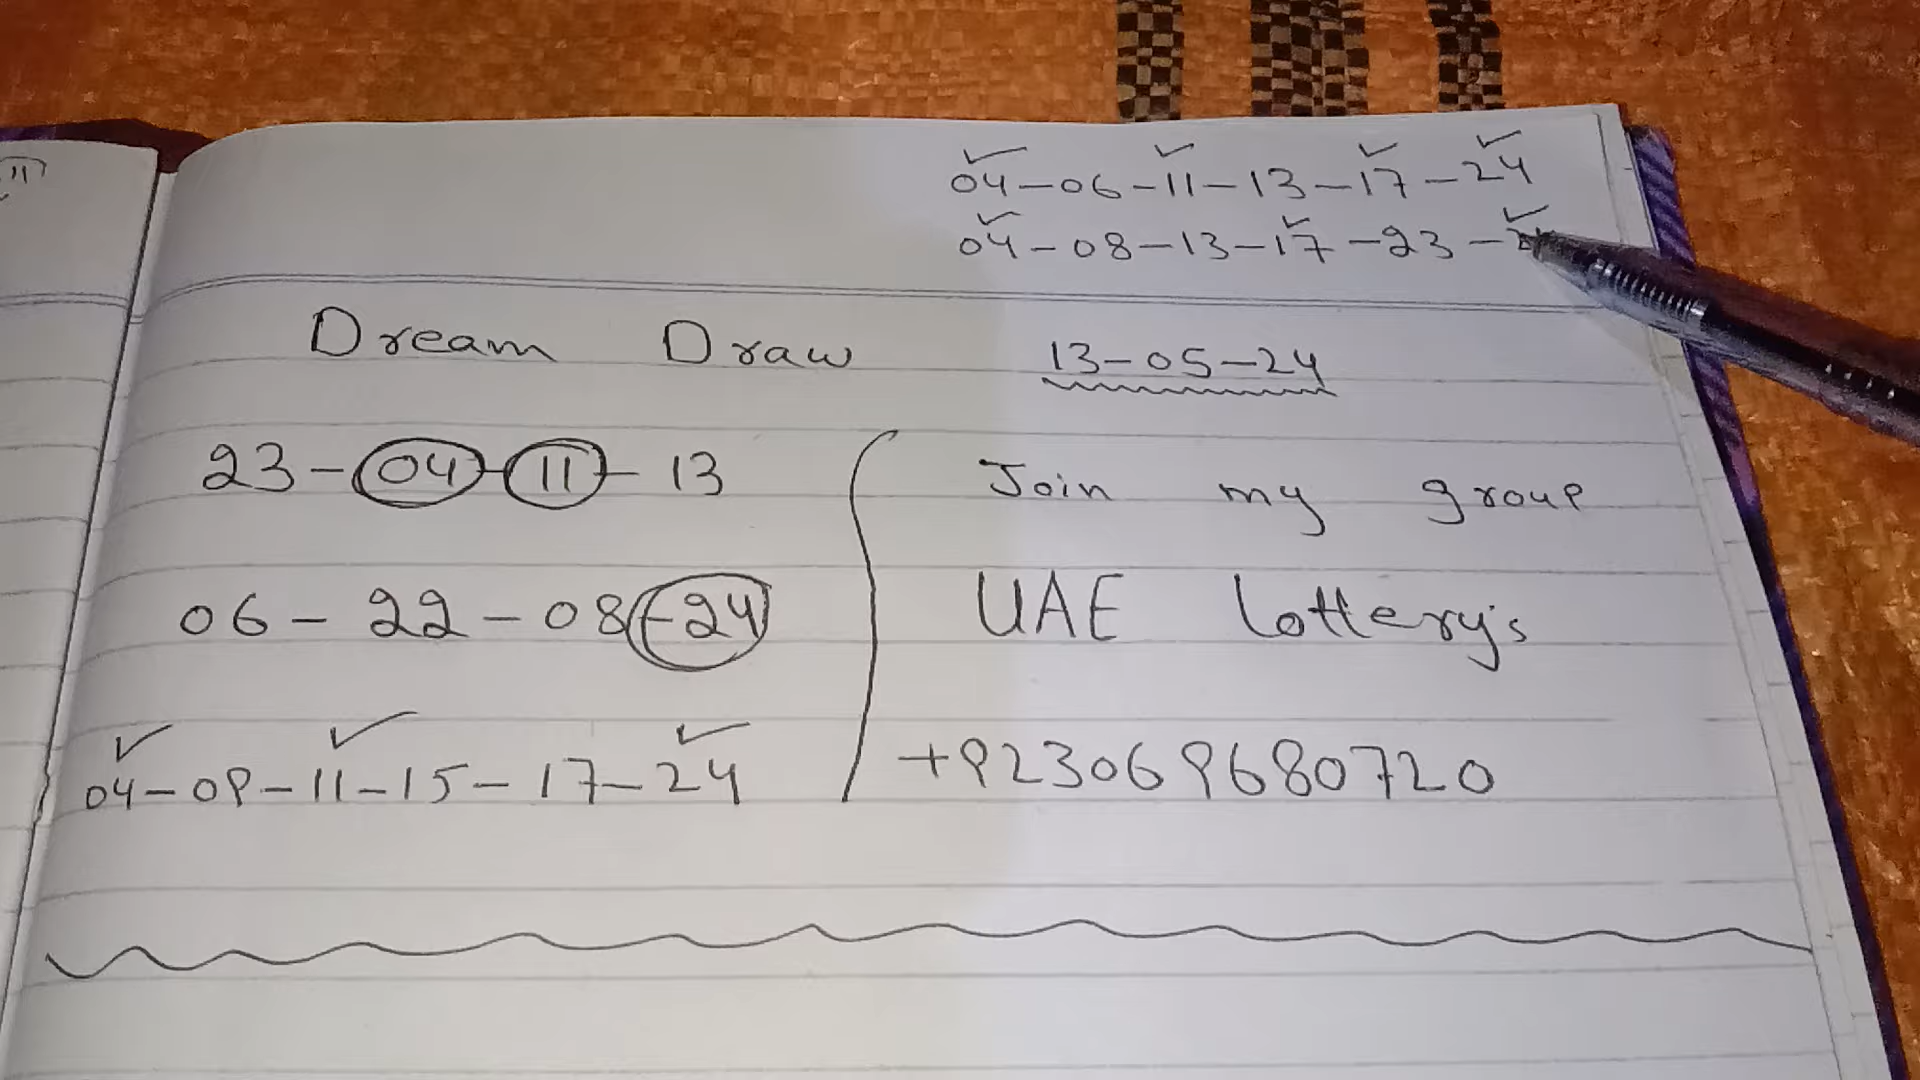 04-06-11-13-17-24
04-08-13-17-23-24
Dream Draw 13-05-24
23-04-11-13
06-22-08-24
04-09-11-15-17-24
Join my group
UAE Lottery's
+923069680720